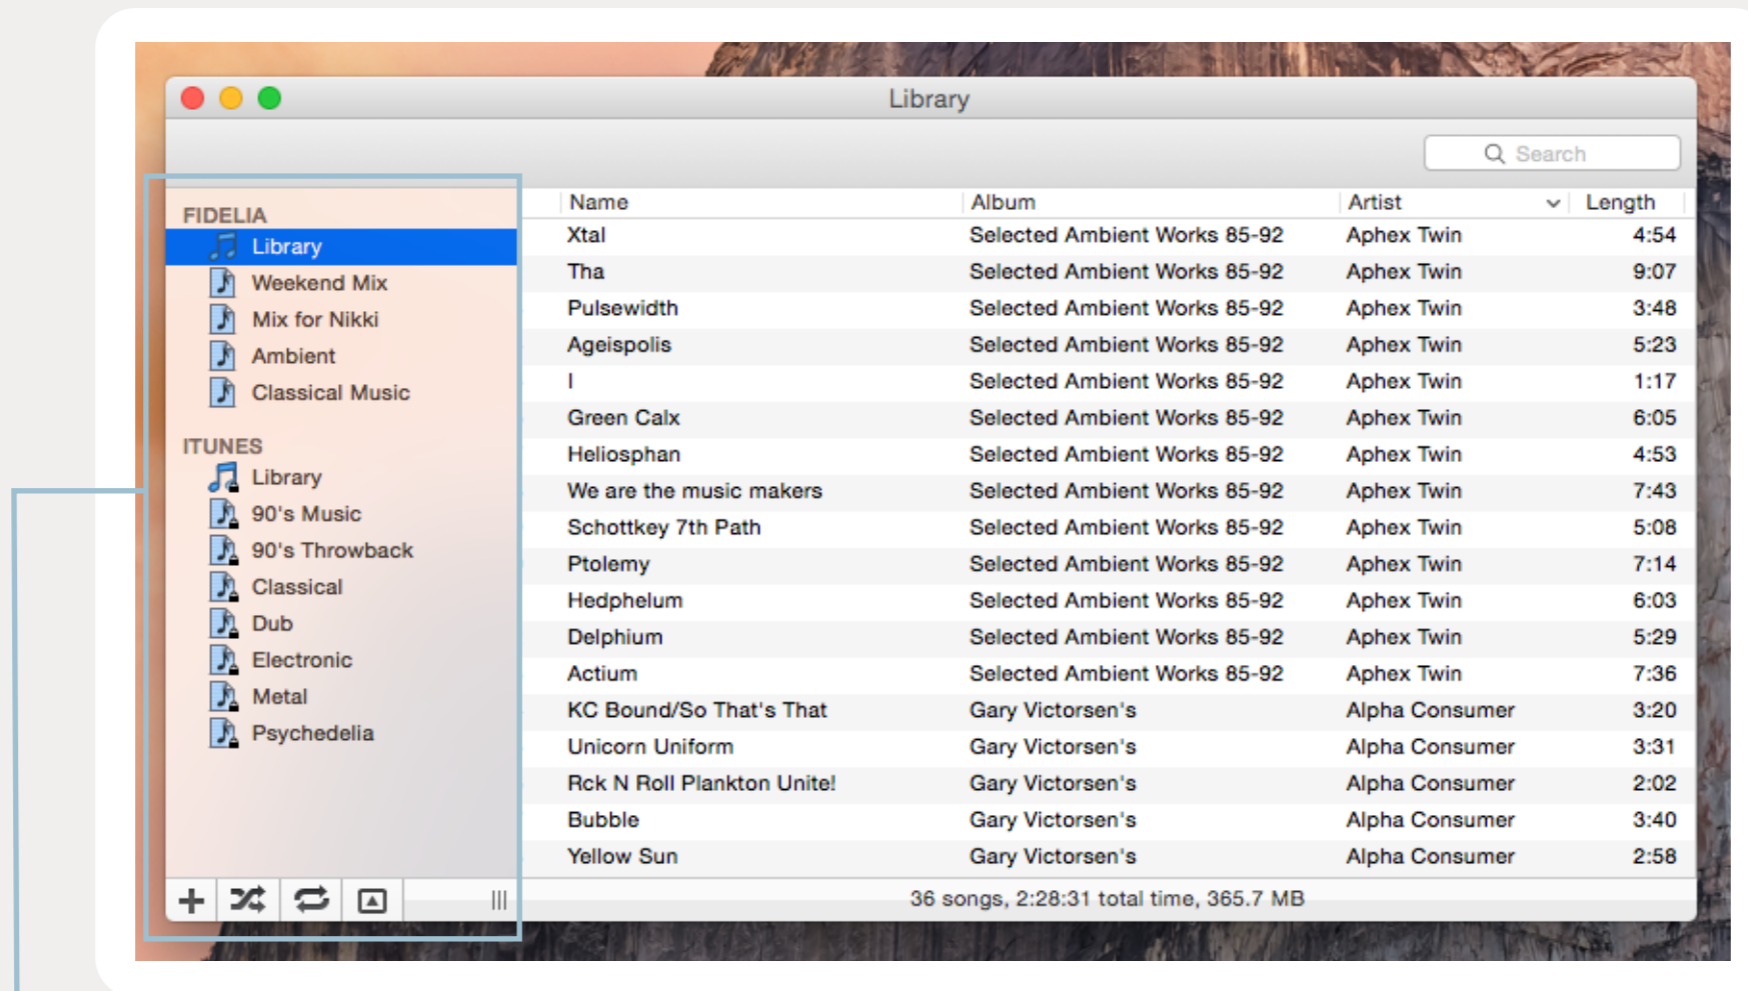 Library
Search
FIDELIA
Library
Weekend Mix
Mix for Nikki
Ambient
Classical Music
ITUNES
Library
90's Music
90's Throwback
Classical
Dub
Electronic
Metal
Psychedelia
Name Album Artist Length
Xtal Selected Ambient Works 85-92 Aphex Twin 4:54
Tha Selected Ambient Works 85-92 Aphex Twin 9:07
Pulsewidth Selected Ambient Works 85-92 Aphex Twin 3:48
Ageispolis Selected Ambient Works 85-92 Aphex Twin 5:23
I Selected Ambient Works 85-92 Aphex Twin 1:17
Green Calx Selected Ambient Works 85-92 Aphex Twin 6:05
Heliosphan Selected Ambient Works 85-92 Aphex Twin 4:53
We are the music makers Selected Ambient Works 85-92 Aphex Twin 7:43
Schottkey 7th Path Selected Ambient Works 85-92 Aphex Twin 5:08
Ptolemy Selected Ambient Works 85-92 Aphex Twin 7:14
Hedphelum Selected Ambient Works 85-92 Aphex Twin 6:03
Delphium Selected Ambient Works 85-92 Aphex Twin 5:29
Actium Selected Ambient Works 85-92 Aphex Twin 7:36
KC Bound/So That's That Gary Victorsen's Alpha Consumer 3:20
Unicorn Uniform Gary Victorsen's Alpha Consumer 3:31
Rck N Roll Plankton Unite! Gary Victorsen's Alpha Consumer 2:02
Bubble Gary Victorsen's Alpha Consumer 3:40
Yellow Sun Gary Victorsen's Alpha Consumer 2:58
36 songs, 2:28:31 total time, 365.7 MB